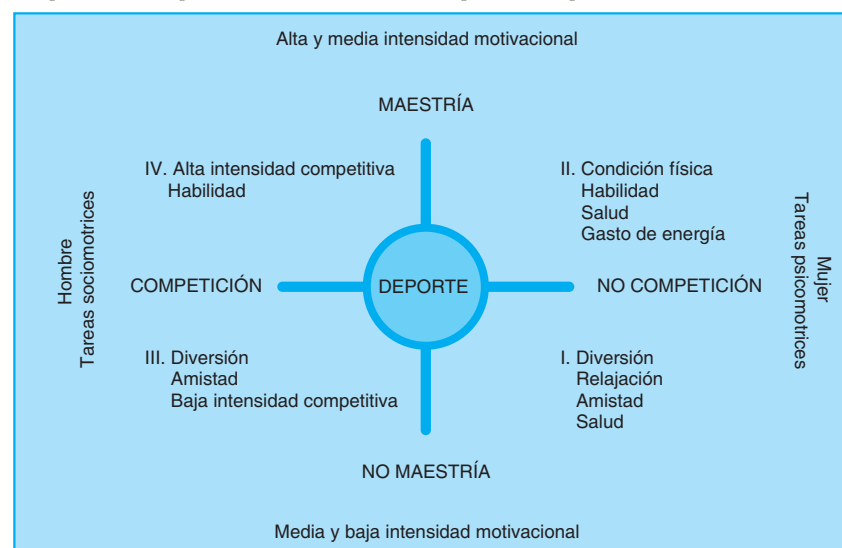 Alta y media intensidad motivacional
MAESTRÍA
IV. Alta intensidad competitiva
Habilidad
II. Condición física
Habilidad
Salud
Gasto de energía
Hombre
Tareas sociomotrices
COMPETICIÓN
DEPORTE
NO COMPETICIÓN
Mujer
Tareas psicomotrices
III. Diversión
Amistad
Baja intensidad competitiva
I. Diversión
Relajación
Amistad
Salud
NO MAESTRÍA
Media y baja intensidad motivacional